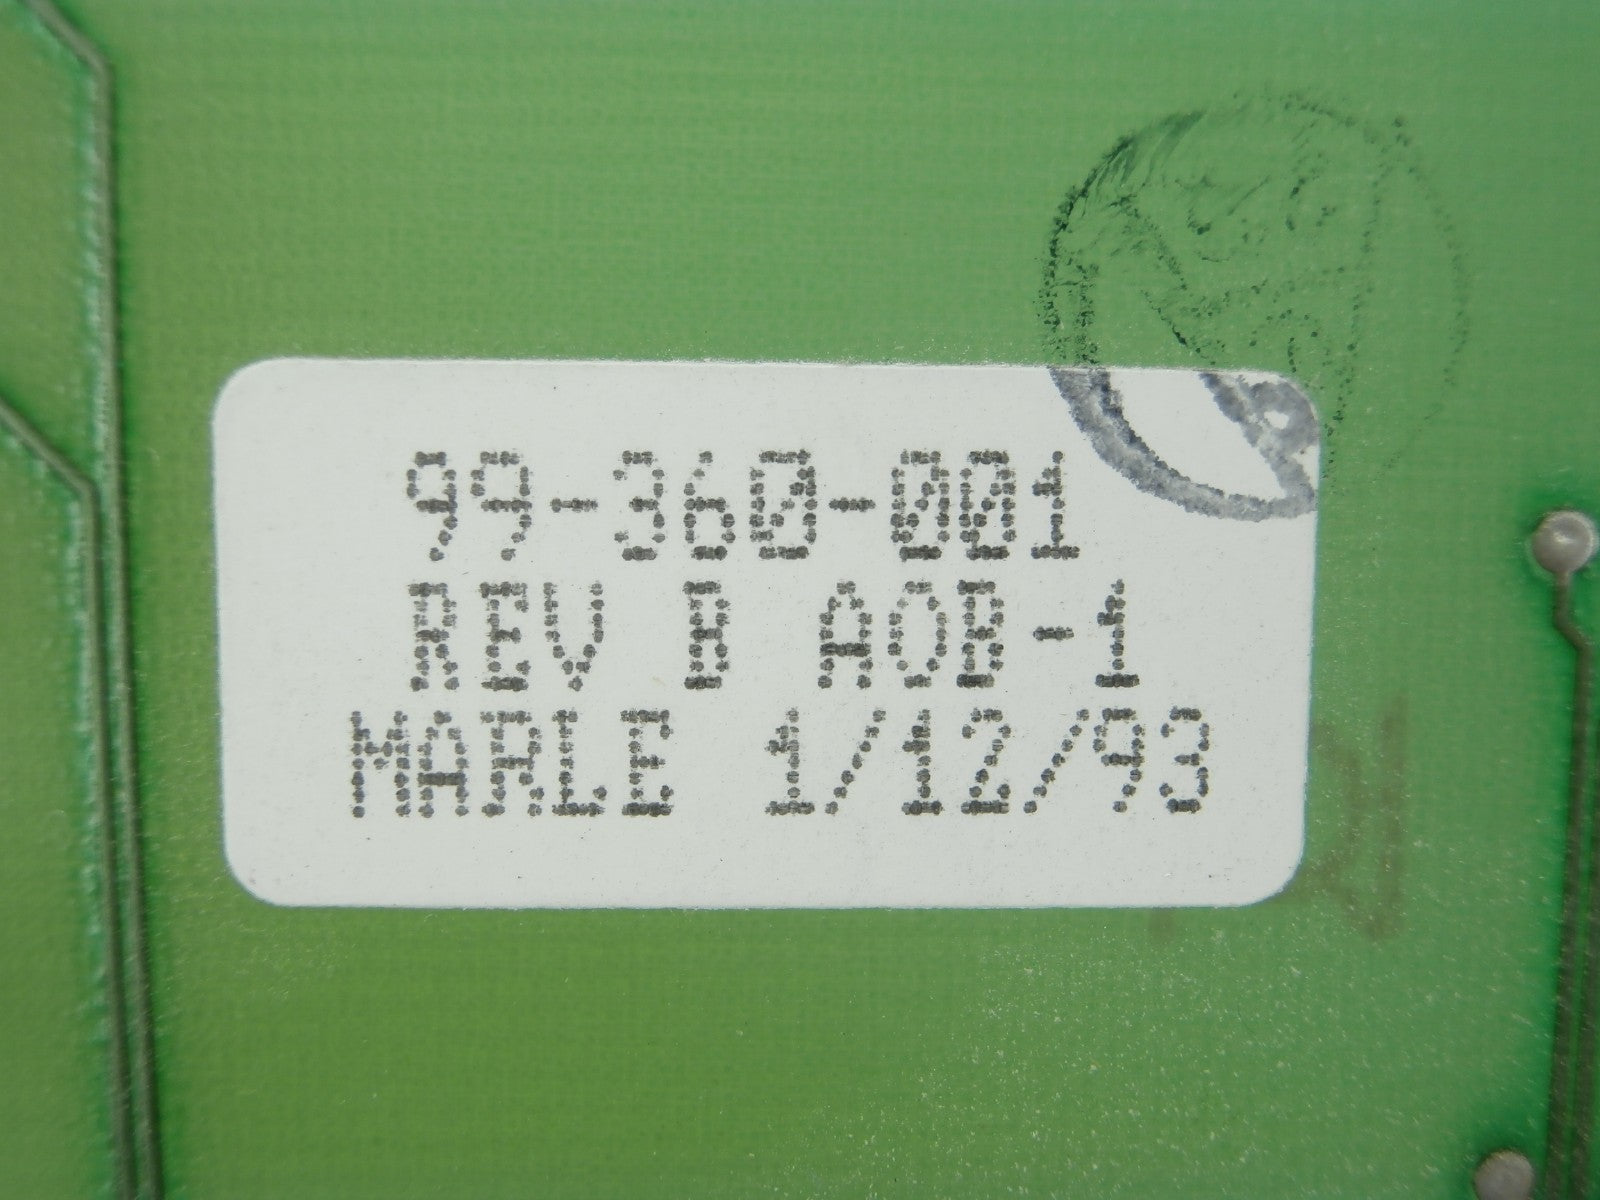 99-360-001
REV B AOB-1
MARLE 1/12/93